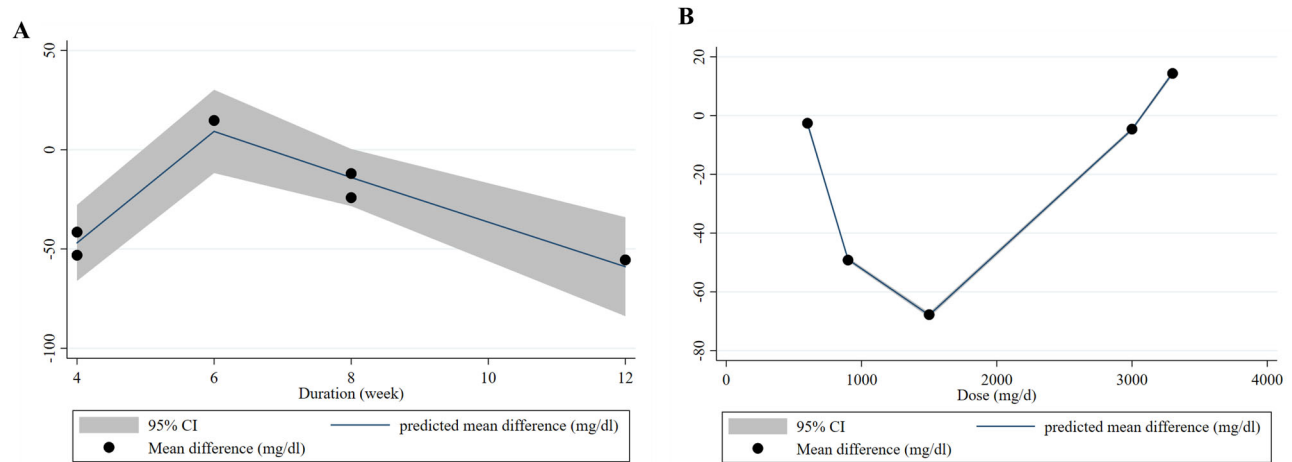 A
50
0
-50
-100
4 6 8 10 12
Duration (week)
95% CI predicted mean difference (mg/dl)
Mean difference (mg/dl)
B
20
0
-20
-40
-60
-80
0 1000 2000 3000 4000
Dose (mg/d)
95% CI predicted mean difference (mg/dl)
Mean difference (mg/dl)